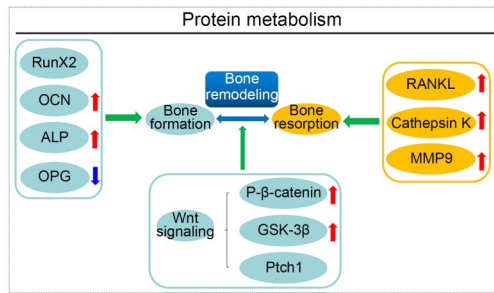 Protein metabolism
RunX2
OCN
ALP
OPG
Bone
remodeling
Bone
formation
Bone
resorption
RANKL
Cathepsin K
MMP9
Wnt
signaling
P-β-catenin
GSK-3β
Ptch1